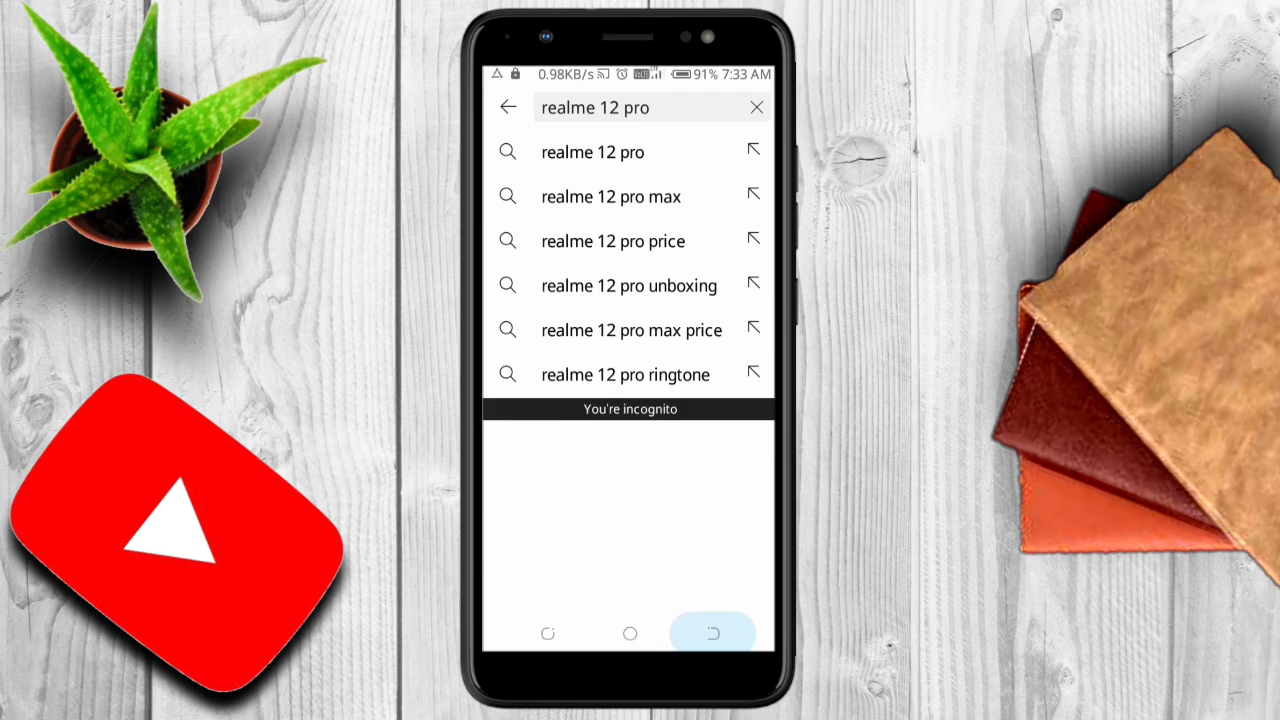 0.98KB/s 91% 7:33 AM
realme 12 pro
realme 12 pro
realme 12 pro max
realme 12 pro price
realme 12 pro unboxing
realme 12 pro max price
realme 12 pro ringtone
You're incognito